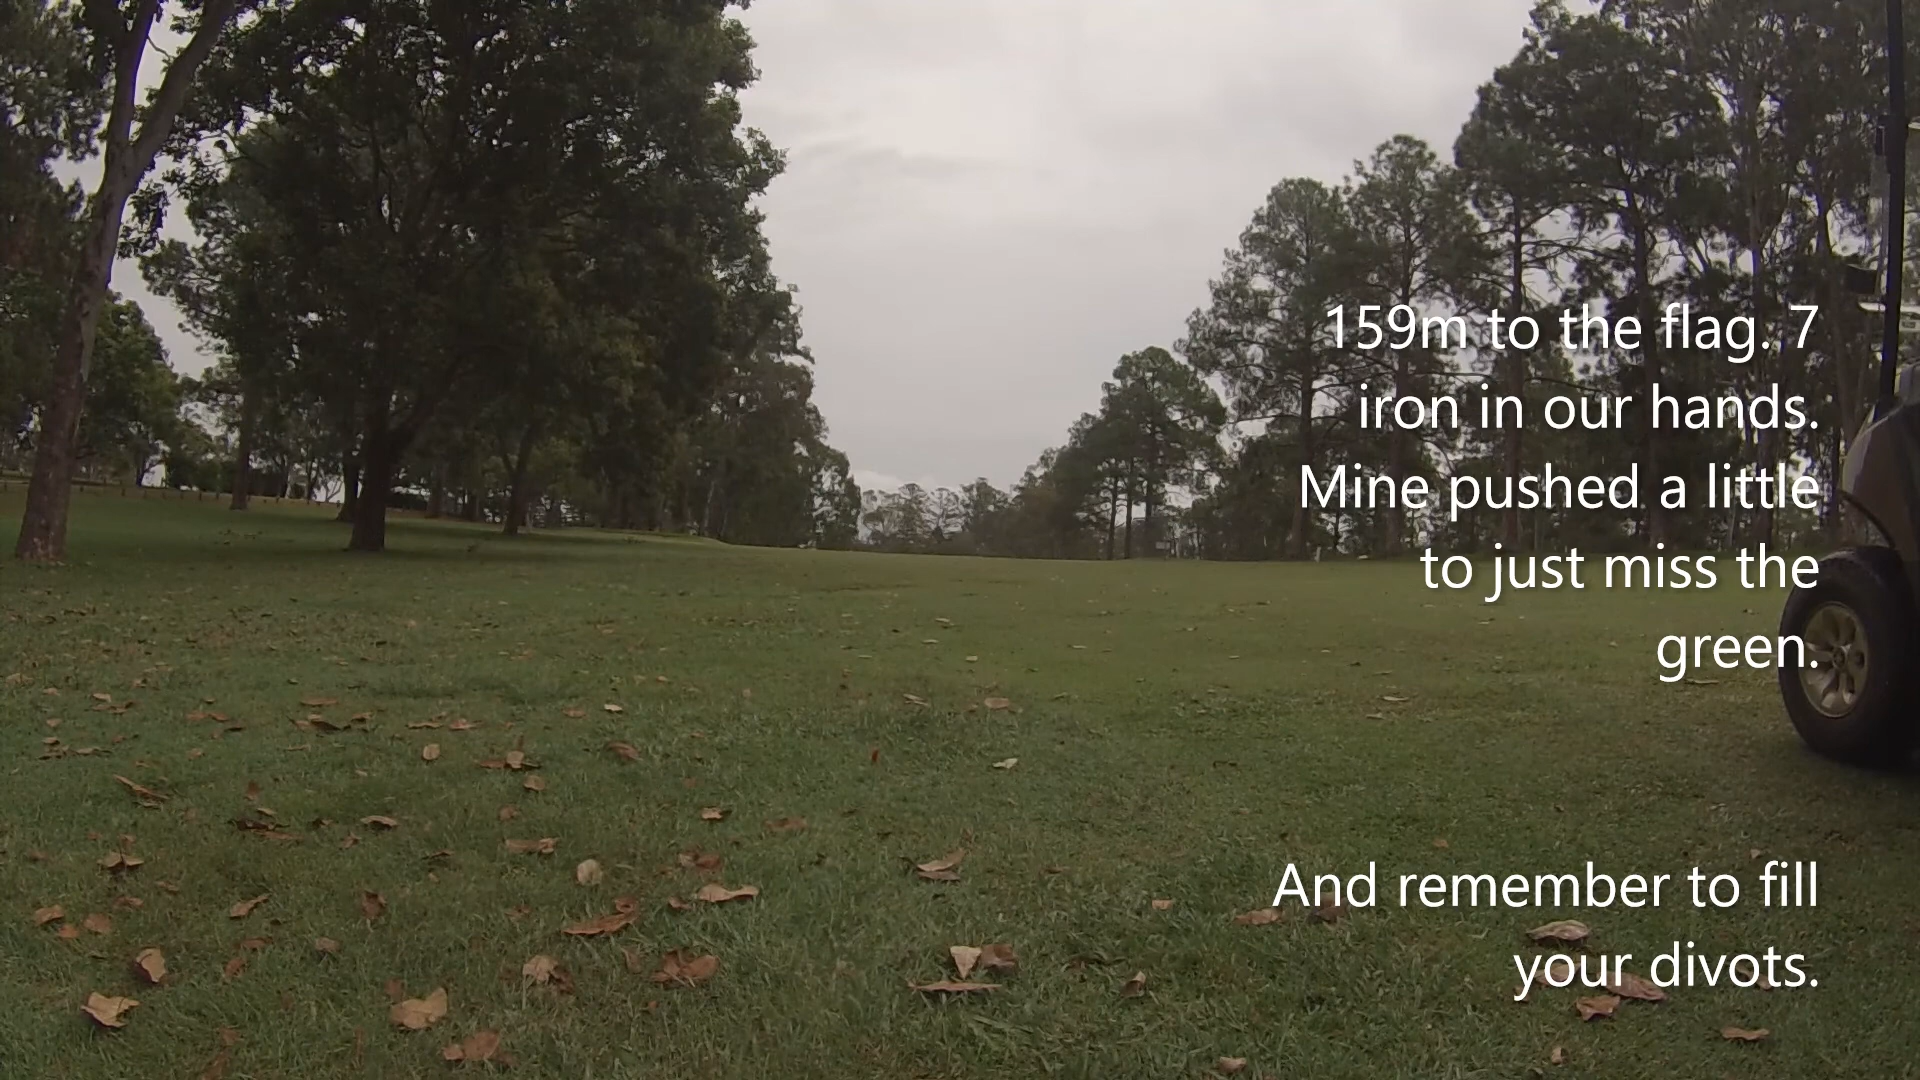 159m to the flag. 7
iron in our hands.
Mine pushed a little
to just miss the
green.
And remember to fill
your divots.